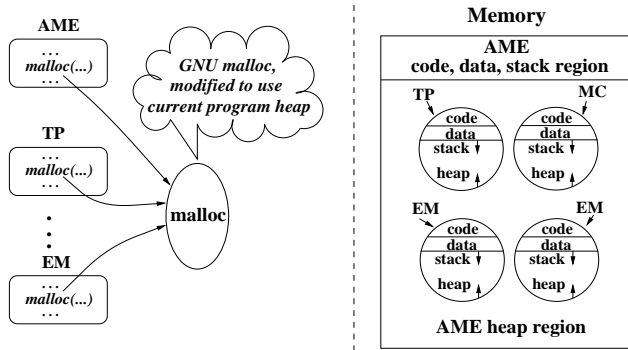 AME
...
malloc(...)
...
TP
...
malloc(...)
...
EM
...
malloc(...)
...
GNU malloc,
modified to use
current program heap
malloc
Memory
AME
code, data, stack region
TP
code
data
stack
heap
MC
code
data
stack
heap
EM
code
data
stack
heap
EM
code
data
stack
heap
AME heap region